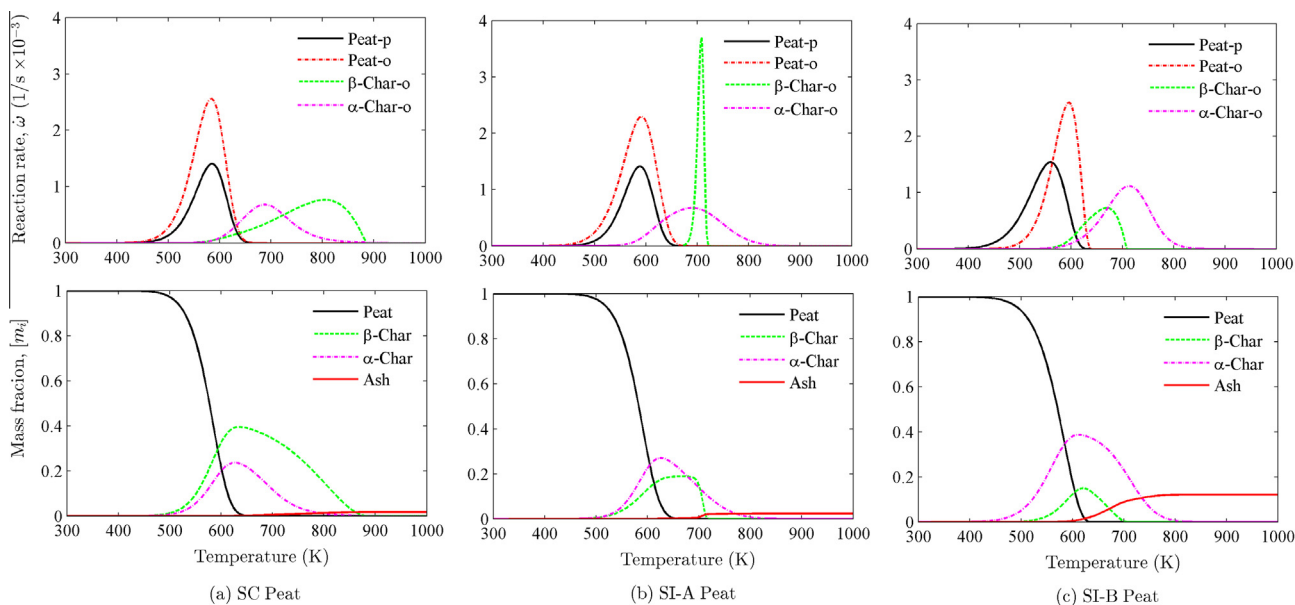 Reaction rate, ω̇ (1/s ×10⁻³)
4
3
2
1
0
300 400 500 600 700 800 900 1000
Peat-p
Peat-o
β-Char-o
α-Char-o
4
3
2
1
0
300 400 500 600 700 800 900 1000
Peat-p
Peat-o
β-Char-o
α-Char-o
4
3
2
1
0
300 400 500 600 700 800 900 1000
Peat-p
Peat-o
β-Char-o
α-Char-o
Mass fracion, [mᵢ]
1
0.8
0.6
0.4
0.2
0
300 400 500 600 700 800 900 1000
Peat
β-Char
α-Char
Ash
Temperature (K)
(a) SC Peat
1
0.8
0.6
0.4
0.2
0
300 400 500 600 700 800 900 1000
Peat
β-Char
α-Char
Ash
Temperature (K)
(b) SI-A Peat
1
0.8
0.6
0.4
0.2
0
300 400 500 600 700 800 900 1000
Peat
β-Char
α-Char
Ash
Temperature (K)
(c) SI-B Peat